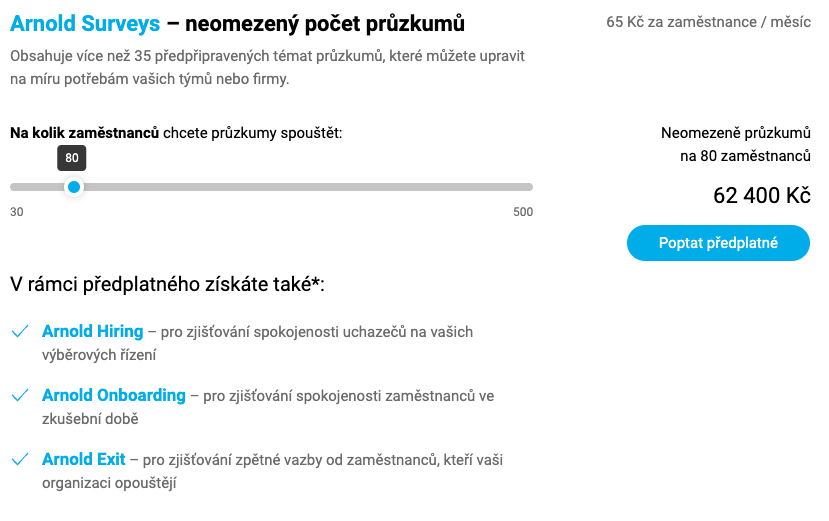 Arnold Surveys – neomezený počet průzkumů
65 Kč za zaměstnance / měsíc
Obsahuje více než 35 předpřipravených témat průzkumů, které můžete upravit
na míru potřebám vašich týmů nebo firmy.
Na kolik zaměstnanců chcete průzkumy spouštět:
80
30
500
Neomezeně průzkumů
na 80 zaměstnanců
62 400 Kč
Poptat předplatné
V rámci předplatného získáte také*:
Arnold Hiring – pro zjišťování spokojenosti uchazečů na vašich
výběrových řízení
Arnold Onboarding – pro zjišťování spokojenosti zaměstnanců ve
zkušební době
Arnold Exit – pro zjišťování zpětné vazby od zaměstnanců, kteří vaši
organizaci opouštějí